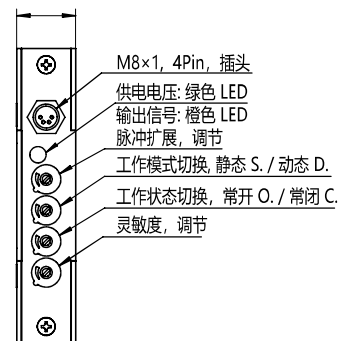 M8×1, 4Pin, 插头
供电电压: 绿色 LED
输出信号: 橙色 LED
脉冲扩展，调节
工作模式切换, 静态 S. / 动态 D.
工作状态切换，常开 O. / 常闭 C.
灵敏度，调节